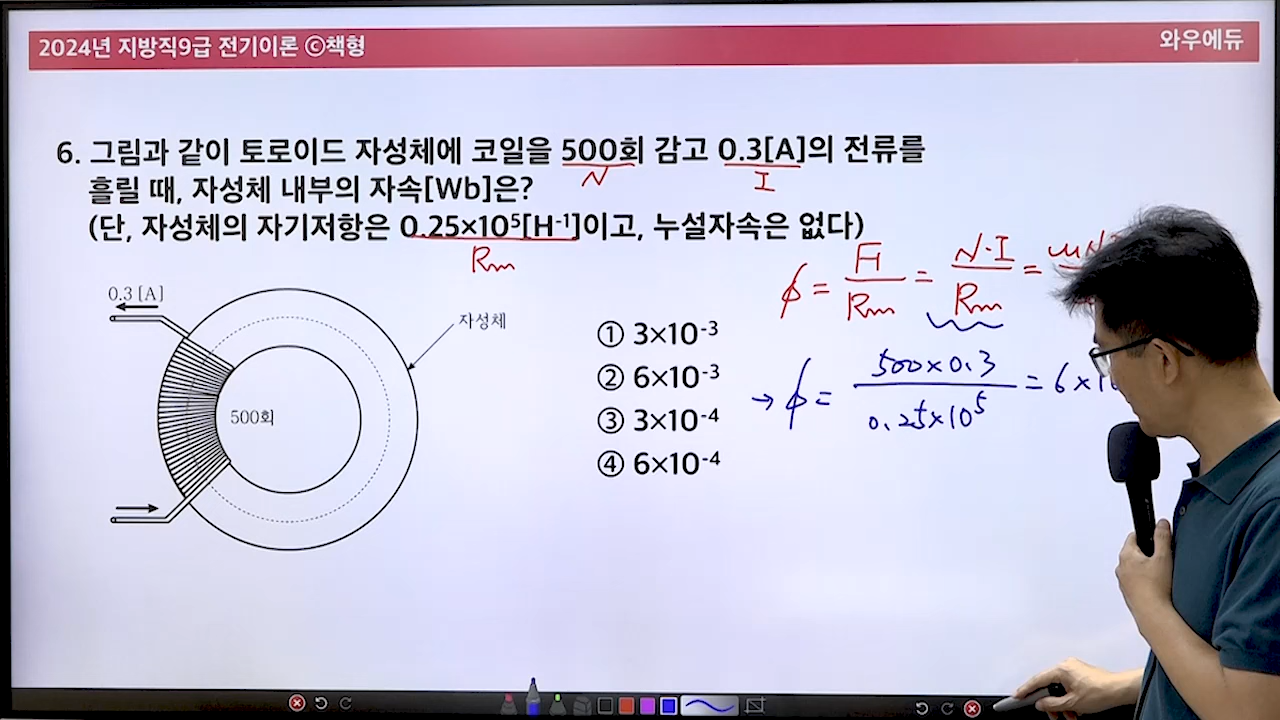 2024년 지방직9급 전기이론 ⓒ책형
와우에듀
6. 그림과 같이 토로이드 자성체에 코일을 500회 감고 0.3[A]의 전류를
N I
흘릴 때, 자성체 내부의 자속[Wb]은?
(단, 자성체의 자기저항은 0.25×10⁵[H⁻¹]이고, 누설자속은 없다)
Rm
0.3 [A]
자성체
500회
① 3×10⁻³
② 6×10⁻³
③ 3×10⁻⁴
④ 6×10⁻⁴
ϕ = F/Rm = N·I/Rm =
→ ϕ = 500×0.3/0.25×10⁵ = 6×10